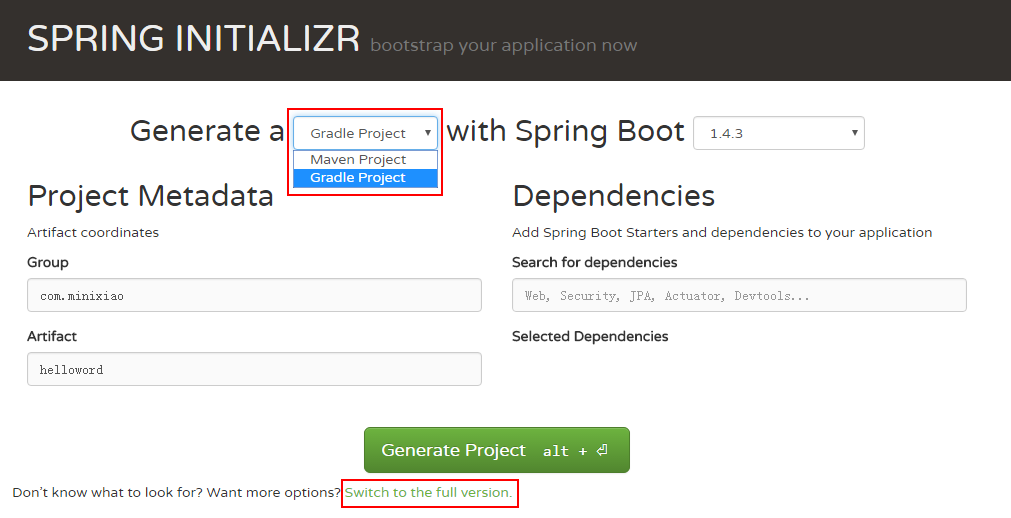 SPRING INITIALIZR bootstrap your application now
Generate a Gradle Project with Spring Boot 1.4.3
Maven Project
Gradle Project
Project Metadata
Artifact coordinates
Group
com.minixiao
Artifact
helloword
Dependencies
Add Spring Boot Starters and dependencies to your application
Search for dependencies
Web, Security, JPA, Actuator, Devtools...
Selected Dependencies
Generate Project alt + ⏎
Don't know what to look for? Want more options? Switch to the full version.